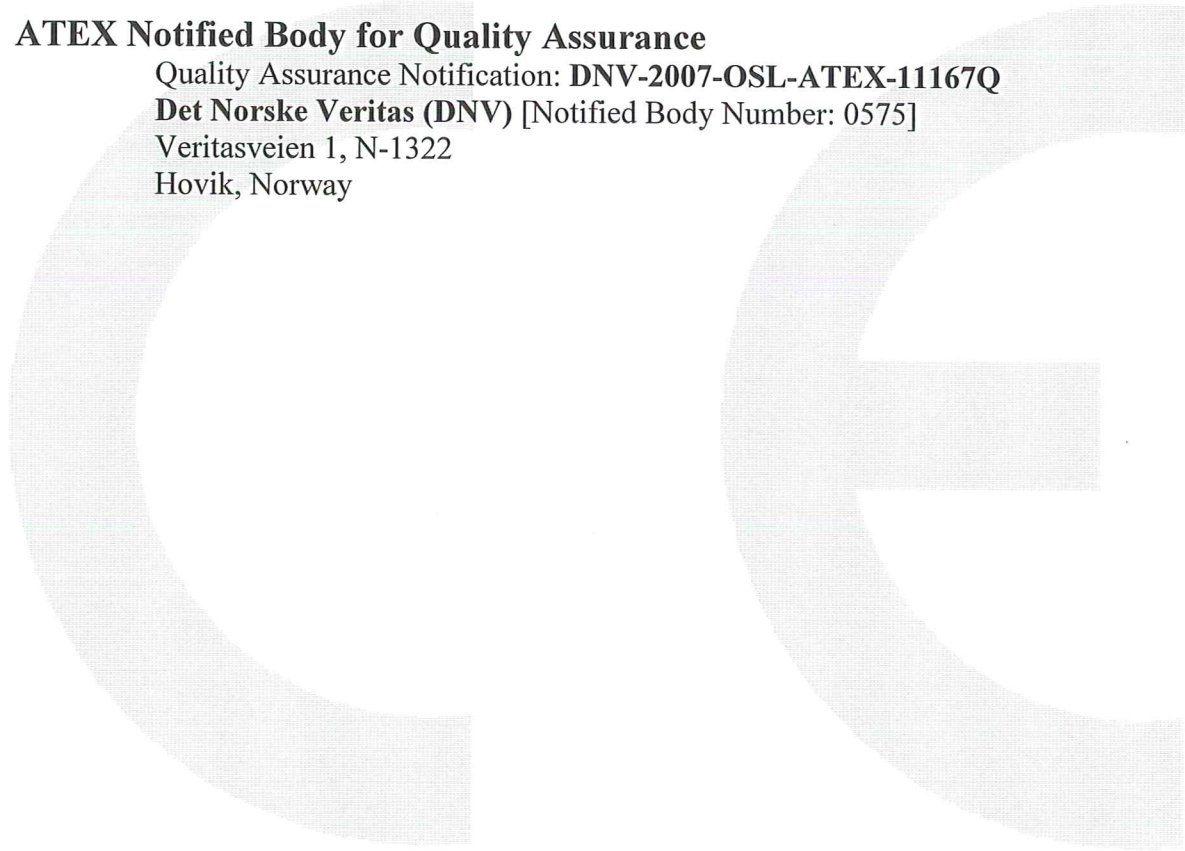 ATEX Notified Body for Quality Assurance
Quality Assurance Notification: DNV-2007-OSL-ATEX-11167Q
Det Norske Veritas (DNV) [Notified Body Number: 0575]
Veritasveien 1, N-1322
Hovik, Norway
CE